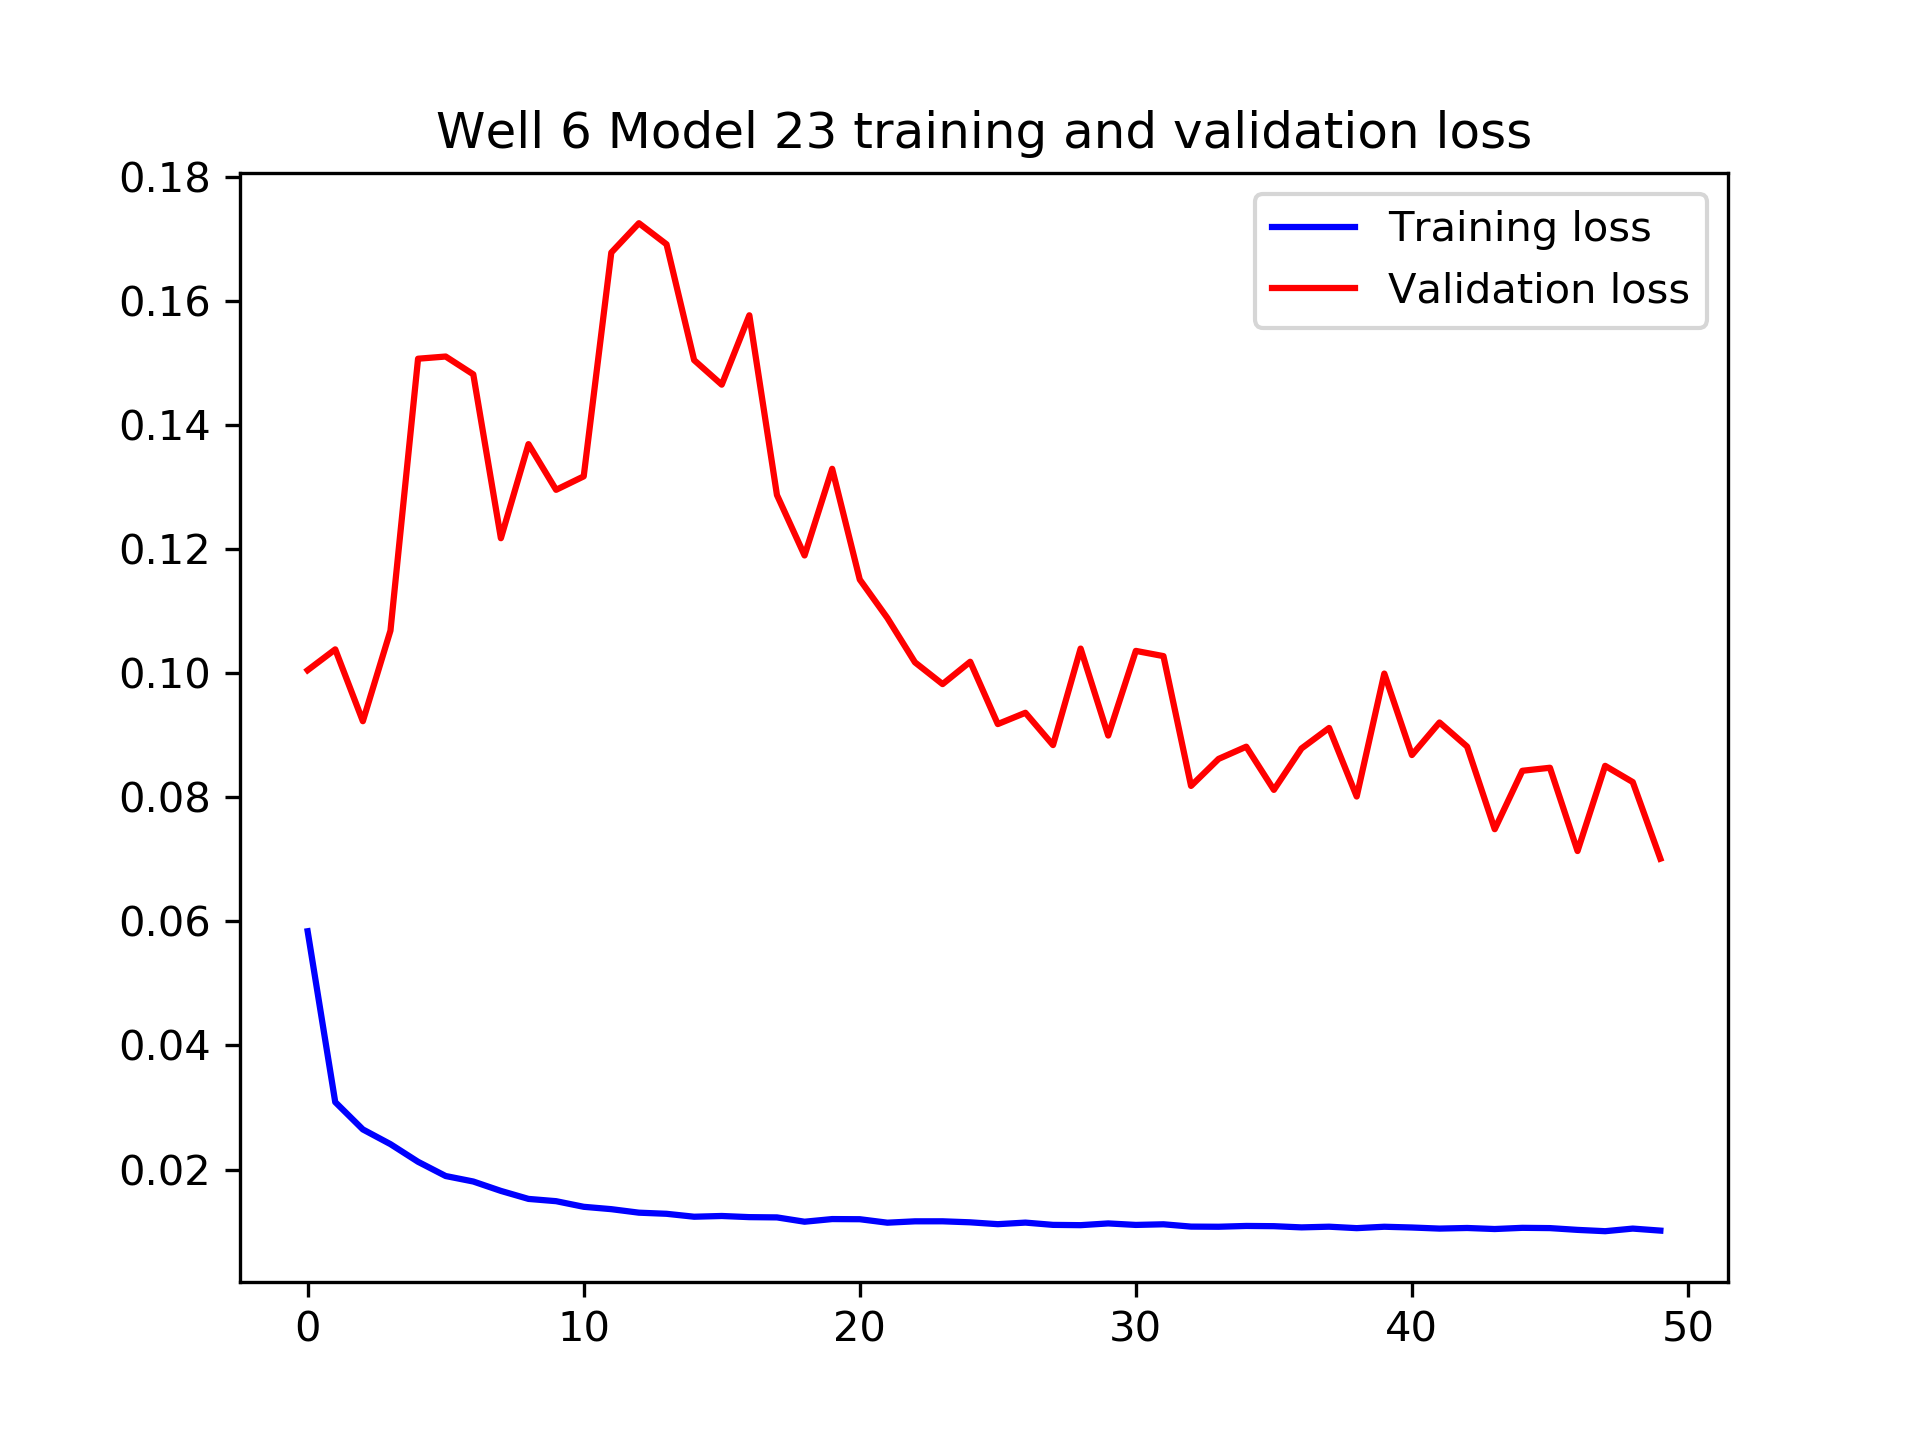 Well 6 Model 23 training and validation loss
Training loss
Validation loss
0.18
0.16
0.14
0.12
0.10
0.08
0.06
0.04
0.02
0 10 20 30 40 50